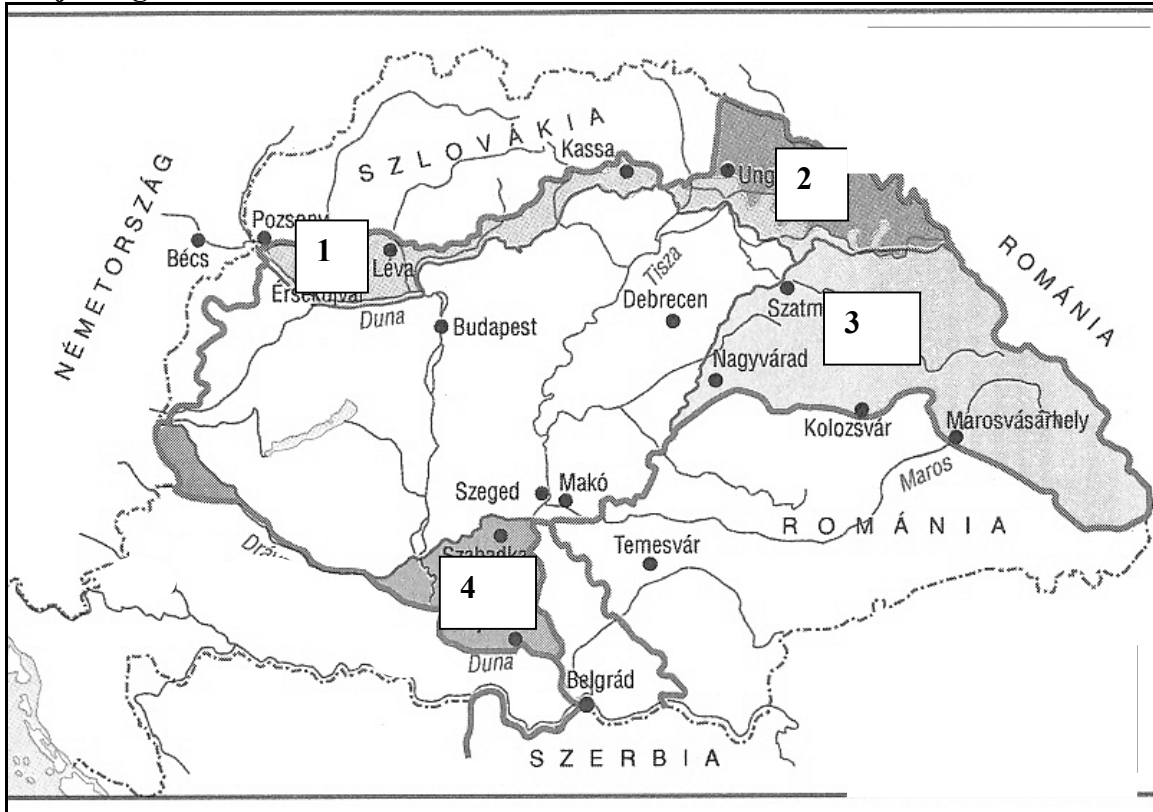 SZLOVÁKIA
Kassa
Ung
2
NÉMETORSZÁG
Pozsony
Bécs
1
Léva
Érsekújvár
Duna
Budapest
Tisza
Debrecen
Szatm
3
ROMÁNIA
Nagyvárad
Kolozsvár
Marosvásárhely
Maros
Szeged
Makó
ROMÁNIA
Temesvár
Szabadka
4
Duna
Belgrád
SZERBIA